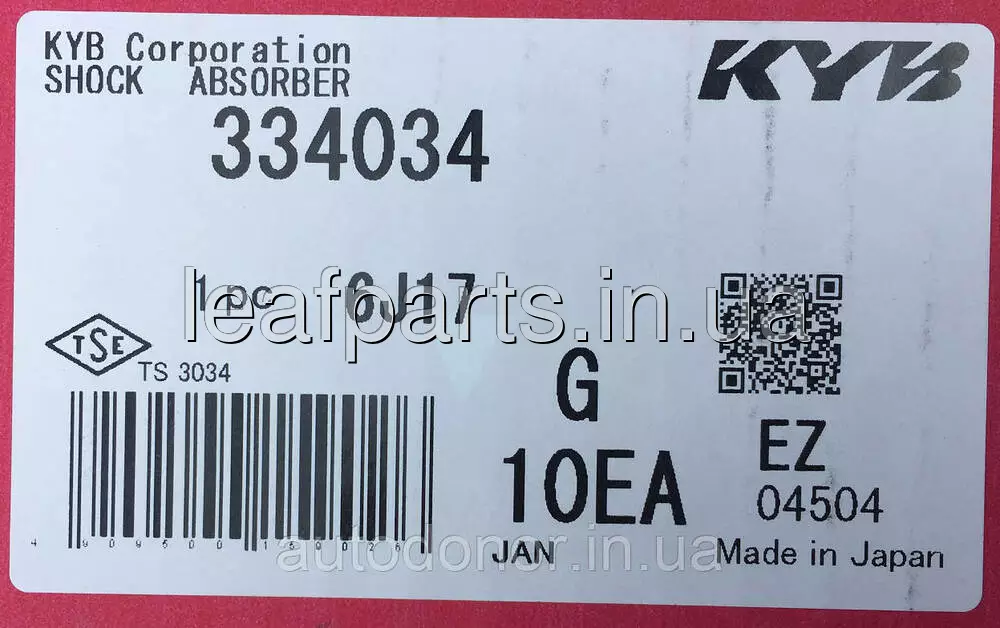 KYB Corporation
SHOCK ABSORBER
KYB
334034
1pc 6J17
leafparts.in.ua
TSE
TS 3034
G
10EA
EZ
04504
JAN
Made in Japan
autodonor.in.ua